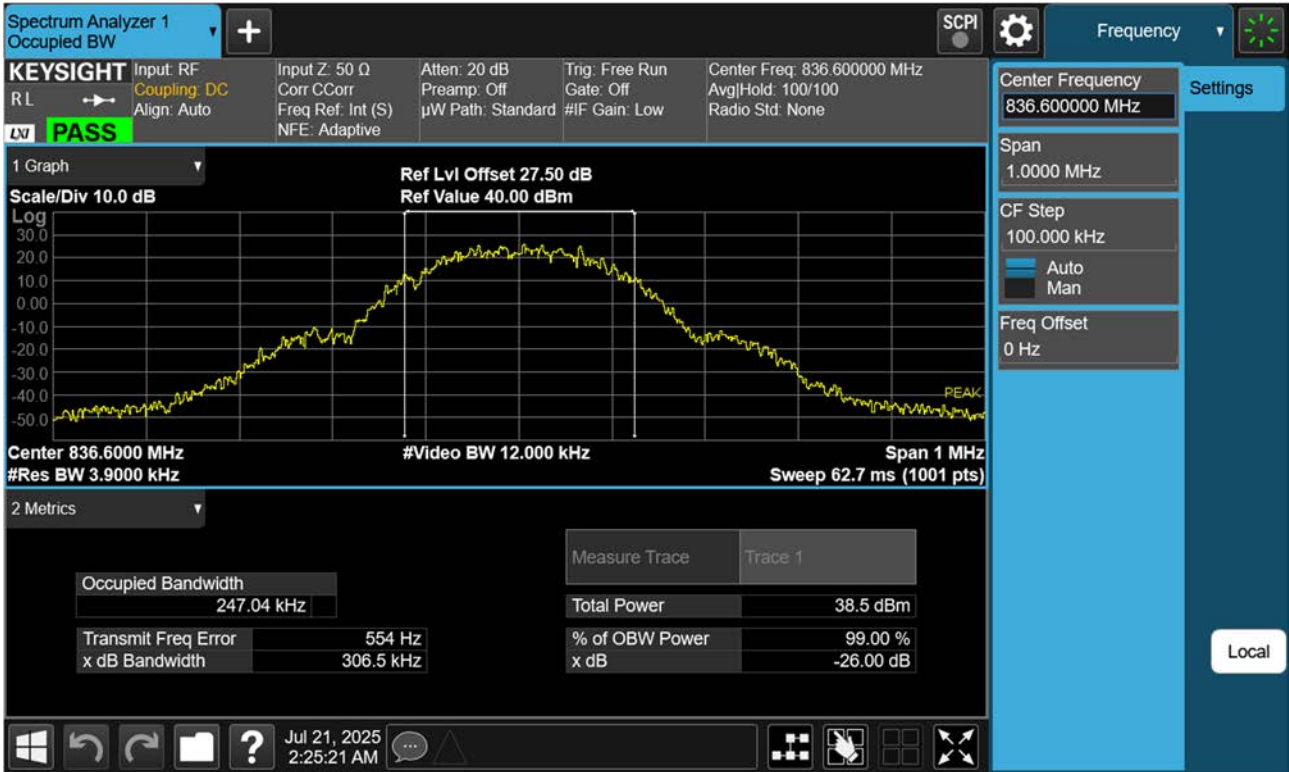 Spectrum Analyzer 1
Occupied BW
+
SCPI
Frequency
KEYSIGHT
R L
LXI
PASS
Input: RF
Coupling: DC
Align: Auto
Input Z: 50 Ω
Corr CCorr
Freq Ref: Int (S)
NFE: Adaptive
Atten: 20 dB
Preamp: Off
µW Path: Standard
Trig: Free Run
Gate: Off
#IF Gain: Low
Center Freq: 836.600000 MHz
Avg|Hold: 100/100
Radio Std: None
Center Frequency
836.600000 MHz
Settings
Span
1.0000 MHz
CF Step
100.000 kHz
Auto
Man
Freq Offset
0 Hz
Local
1 Graph
Scale/Div 10.0 dB
Ref Lvl Offset 27.50 dB
Ref Value 40.00 dBm
Log
30.0
20.0
10.0
0.00
-10.0
-20.0
-30.0
-40.0
-50.0
PEAK
Center 836.6000 MHz
#Res BW 3.9000 kHz
#Video BW 12.000 kHz
Span 1 MHz
Sweep 62.7 ms (1001 pts)
2 Metrics
Measure Trace Trace 1
Occupied Bandwidth
247.04 kHz
Total Power 38.5 dBm
Transmit Freq Error 554 Hz
% of OBW Power 99.00 %
x dB Bandwidth 306.5 kHz
x dB -26.00 dB
?
Jul 21, 2025
2:25:21 AM